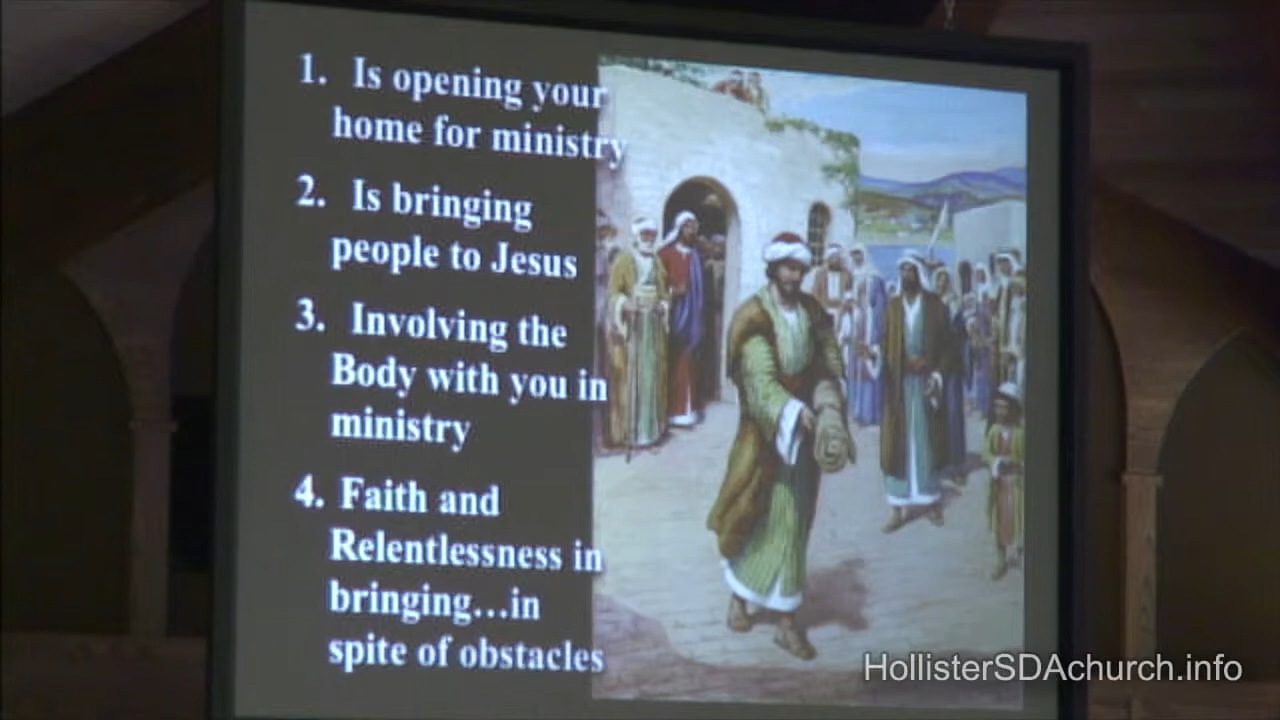 1. Is opening your
home for ministry
2. Is bringing
people to Jesus
3. Involving the
Body with you in
ministry
4. Faith and
Relentlessness in
bringing...in
spite of obstacles
HollisterSDAchurch.info